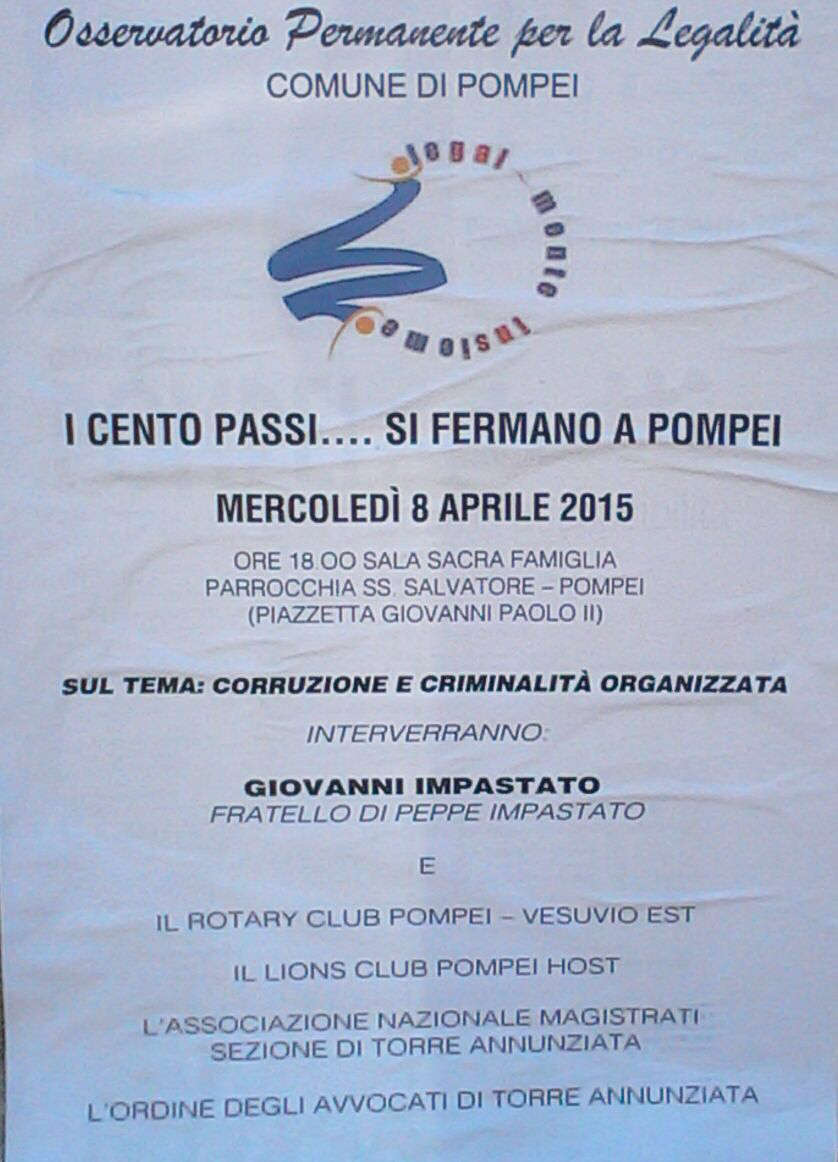 Osservatorio Permanente per la Legalità
COMUNE DI POMPEI
legal mente insieme
I CENTO PASSI.... SI FERMANO A POMPEI
MERCOLEDÌ 8 APRILE 2015
ORE 18.00 SALA SACRA FAMIGLIA
PARROCCHIA SS. SALVATORE – POMPEI
(PIAZZETTA GIOVANNI PAOLO II)
SUL TEMA: CORRUZIONE E CRIMINALITÀ ORGANIZZATA
INTERVERRANNO:
GIOVANNI IMPASTATO
FRATELLO DI PEPPE IMPASTATO
E
IL ROTARY CLUB POMPEI – VESUVIO EST
IL LIONS CLUB POMPEI HOST
L'ASSOCIAZIONE NAZIONALE MAGISTRATI
SEZIONE DI TORRE ANNUNZIATA
L'ORDINE DEGLI AVVOCATI DI TORRE ANNUNZIATA